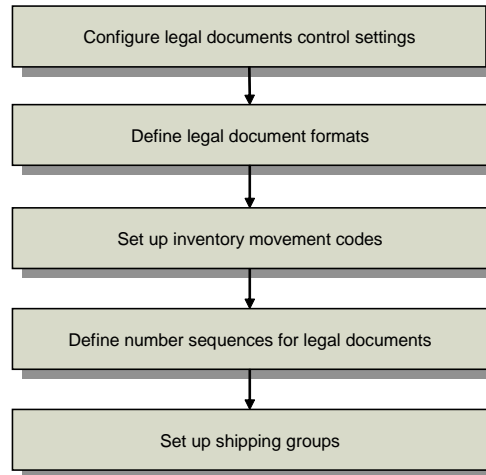 Configure legal documents control settings
Define legal document formats
Set up inventory movement codes
Define number sequences for legal documents
Set up shipping groups